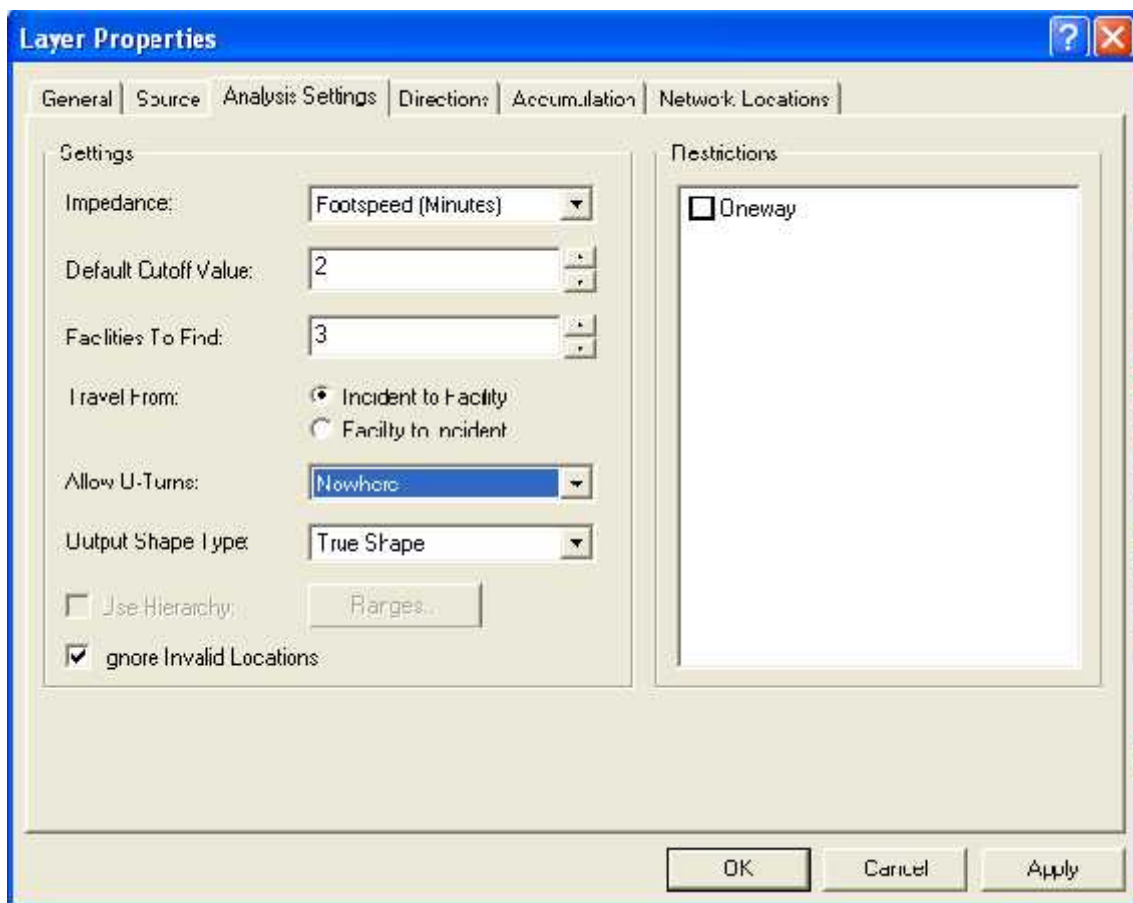 Layer Properties
General Source Analysis Settings Directions Accumulation Network Locations
Settings
Impedance: Footspeed (Minutes)
Default Cutoff Value: 2
Facilities To Find: 3
Travel From: Incident to Facility
Facility to Incident
Allow U-Turns: Nowhere
Output Shape Type: True Shape
Use Hierarchy: Ranges...
Ignore Invalid Locations
Restrictions
Oneway
OK Cancel Apply